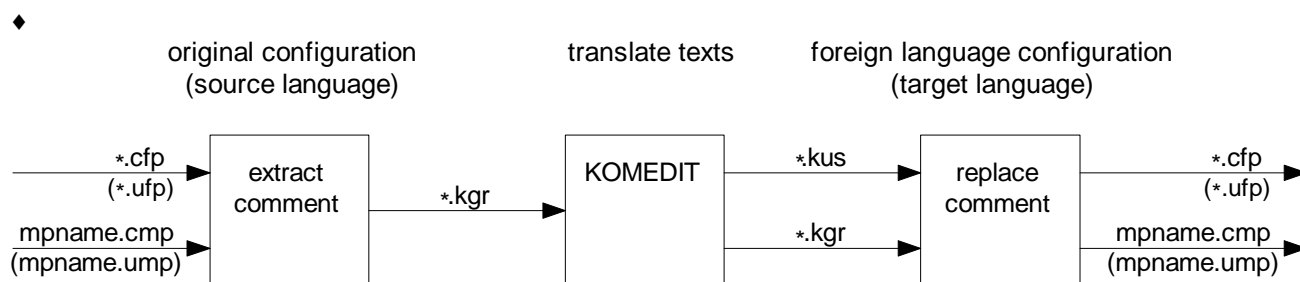 ♦
original configuration
(source language)
translate texts
foreign language configuration
(target language)
*.cfp
(*.ufp)
mpname.cmp
(mpname.ump)
extract
comment
*.kgr
KOMEDIT
*.kus
*.kgr
replace
comment
*.cfp
(*.ufp)
mpname.cmp
(mpname.ump)